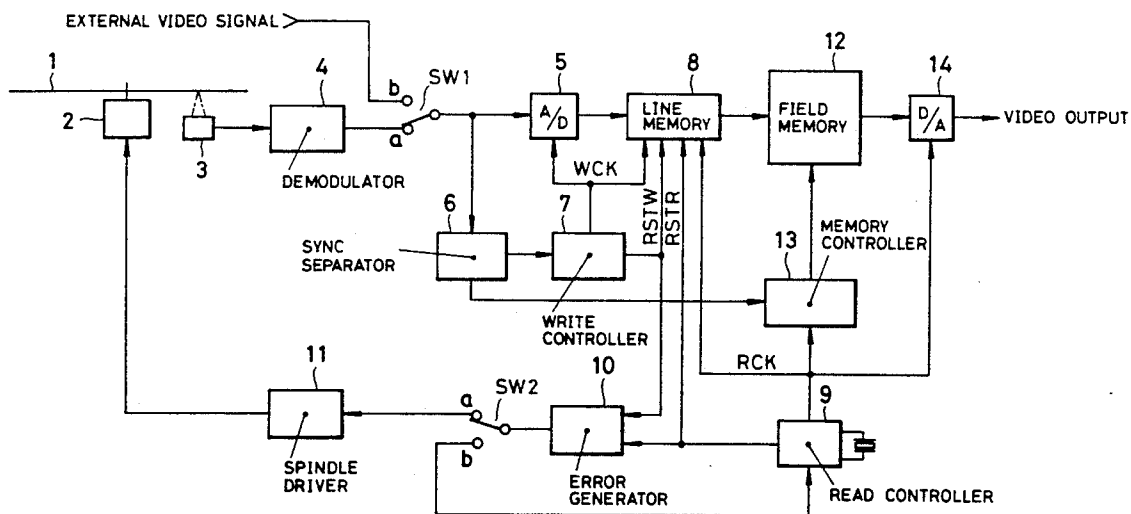 EXTERNAL VIDEO SIGNAL
1
2
3
4
DEMODULATOR
b
a
SW1
5
A/D
8
LINE MEMORY
12
FIELD MEMORY
14
D/A
VIDEO OUTPUT
WCK
RSTW
RSTR
6
SYNC
SEPARATOR
7
WRITE
CONTROLLER
MEMORY
CONTROLLER
13
RCK
11
SPINDLE
DRIVER
a
b
SW2
10
ERROR
GENERATOR
9
READ CONTROLLER